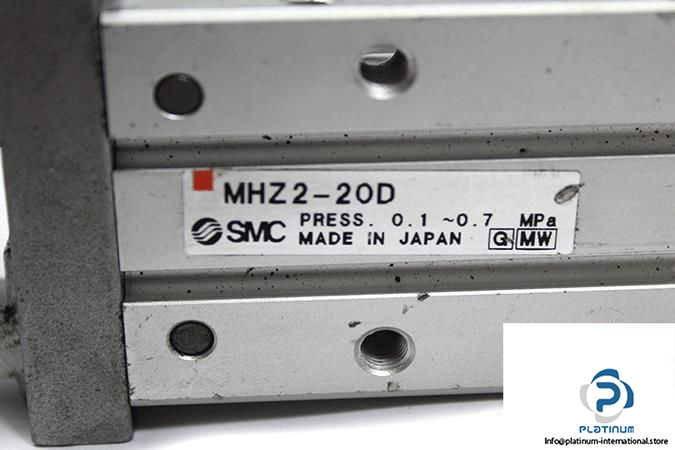 MHZ2-20D
SMC PRESS. 0.1 ~0.7 MPa
MADE IN JAPAN G MW
PLATINUM
Info@platinum-international.store